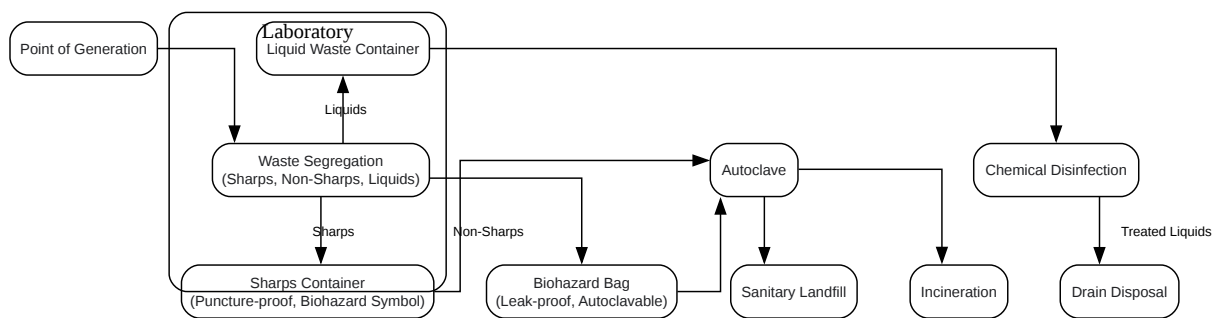 Laboratory
Point of Generation
Liquid Waste Container
Liquids
Waste Segregation
(Sharps, Non-Sharps, Liquids)
Autoclave
Chemical Disinfection
Sharps
Non-Sharps
Treated Liquids
Sharps Container
(Puncture-proof, Biohazard Symbol)
Biohazard Bag
(Leak-proof, Autoclavable)
Sanitary Landfill
Incineration
Drain Disposal